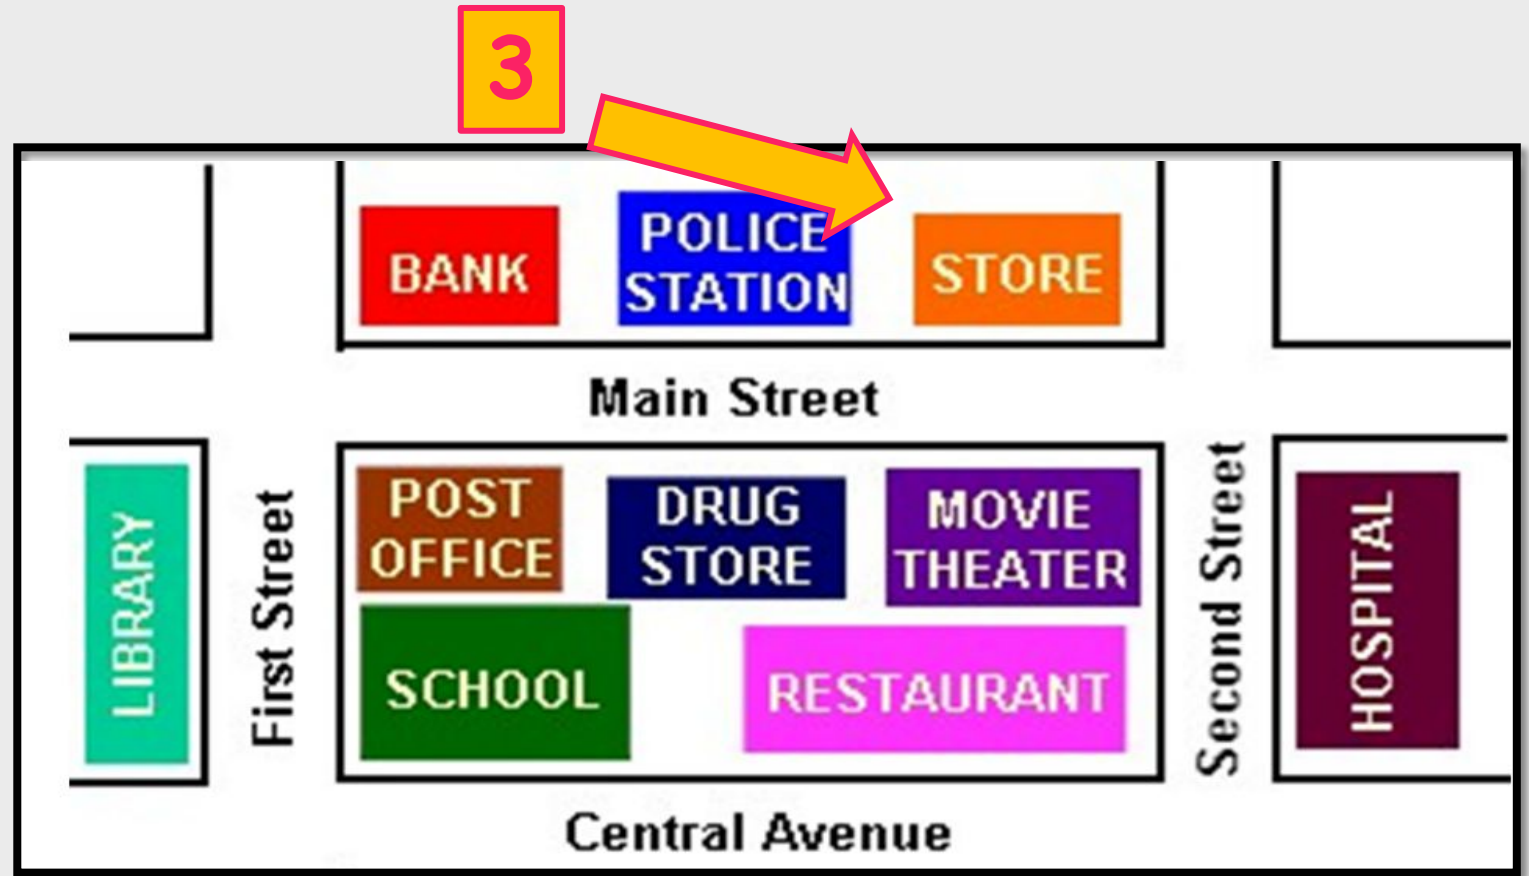 3
BANK
POLICE
STATION
STORE
Main Street
LIBRARY
First Street
POST
OFFICE
DRUG
STORE
MOVIE
THEATER
SCHOOL
RESTAURANT
Second Street
HOSPITAL
Central Avenue